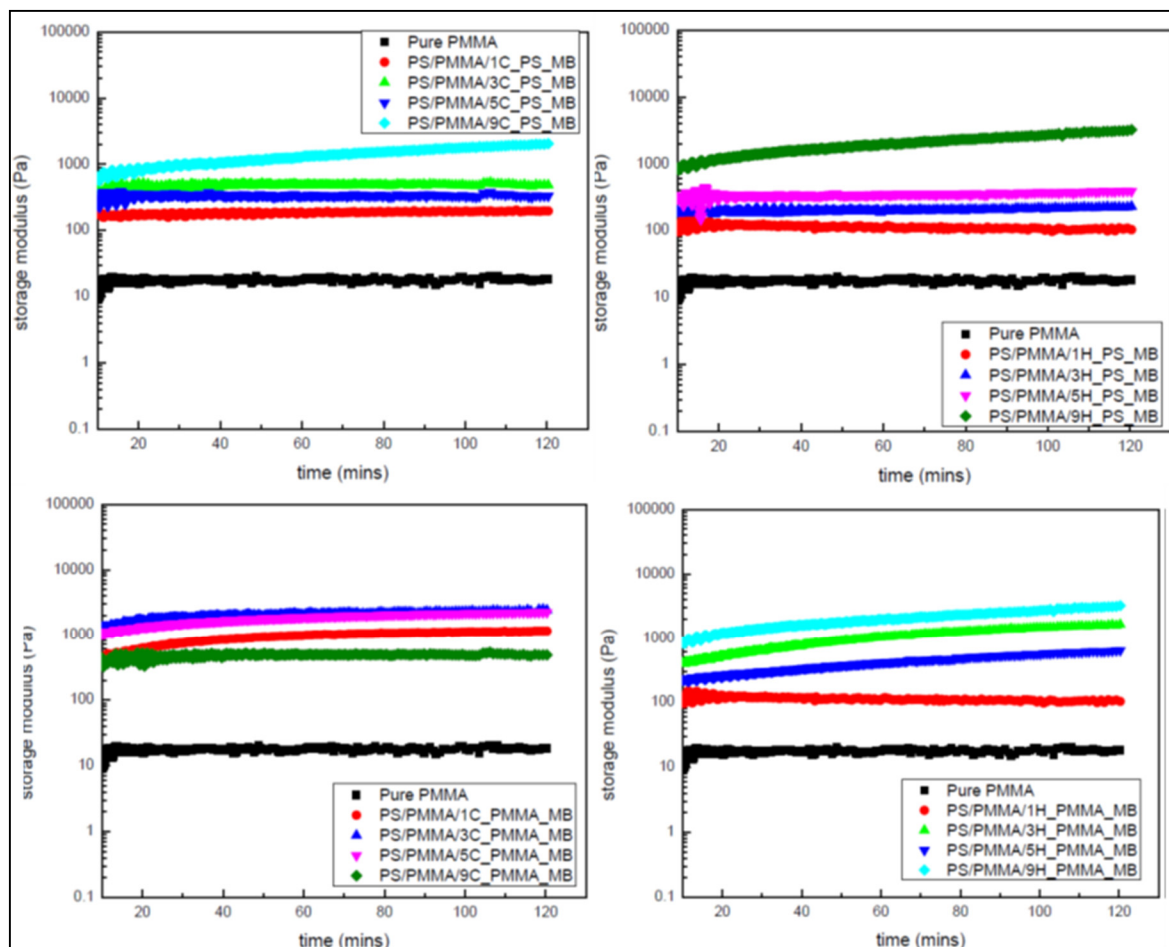 100000
10000
1000
100
10
1
0.1
storage modulus (Pa)
20
40
60
80
100
120
time (mins)
Pure PMMA
PS/PMMA/1C_PS_MB
PS/PMMA/3C_PS_MB
PS/PMMA/5C_PS_MB
PS/PMMA/9C_PS_MB
100000
10000
1000
100
10
1
0.1
storage modulus (Pa)
20
40
60
80
100
120
time (mins)
Pure PMMA
PS/PMMA/1H_PS_MB
PS/PMMA/3H_PS_MB
PS/PMMA/5H_PS_MB
PS/PMMA/9H_PS_MB
100000
10000
1000
100
10
1
0.1
storage modulus (Pa)
20
40
60
80
100
120
time (mins)
Pure PMMA
PS/PMMA/1C_PMMA_MB
PS/PMMA/3C_PMMA_MB
PS/PMMA/5C_PMMA_MB
PS/PMMA/9C_PMMA_MB
100000
10000
1000
100
10
1
0.1
storage modulus (Pa)
20
40
60
80
100
120
time (mins)
Pure PMMA
PS/PMMA/1H_PMMA_MB
PS/PMMA/3H_PMMA_MB
PS/PMMA/5H_PMMA_MB
PS/PMMA/9H_PMMA_MB